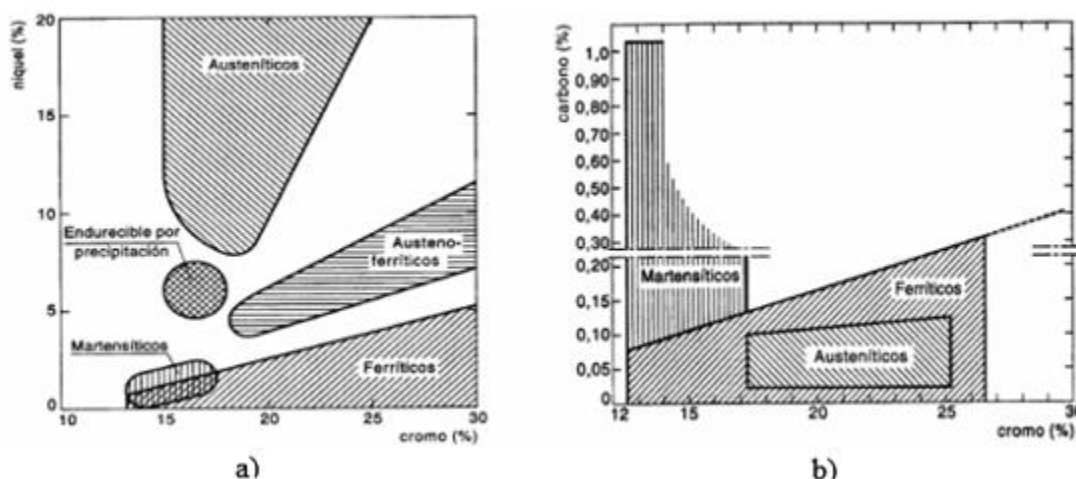 niquel (%)
20
15
10
5
0
Austeníticos
Endurecible por
precipitación
Austeno-
ferríticos
Martensíticos
Ferríticos
10
15
20
25
30
cromo (%)
a)
carbono (%)
1,0
0,90
0,80
0,70
0,60
0,50
0,40
0,30
0,20
0,15
0,10
0,05
0
Martensíticos
Ferríticos
Austeníticos
12
15
20
25
30
cromo (%)
b)